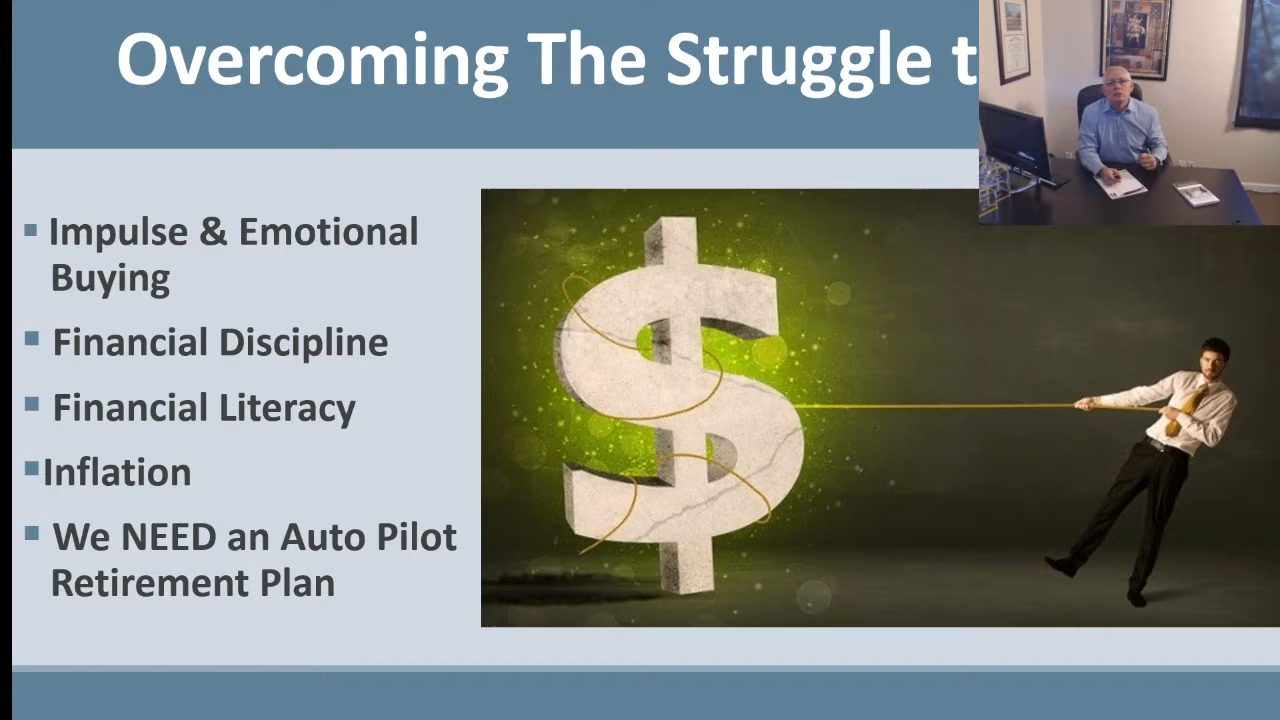 Overcoming The Struggle t
▪ Impulse & Emotional
Buying
▪ Financial Discipline
▪ Financial Literacy
▪Inflation
▪ We NEED an Auto Pilot
Retirement Plan